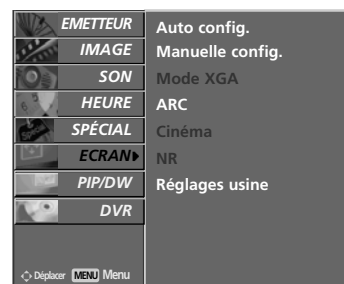 EMETTEUR
IMAGE
SON
HEURE
SPÉCIAL
ECRAN
PIP/DW
DVR
Déplacer MENU Menu
Auto config.
Manuelle config.
Mode XGA
ARC
Cinéma
NR
Réglages usine